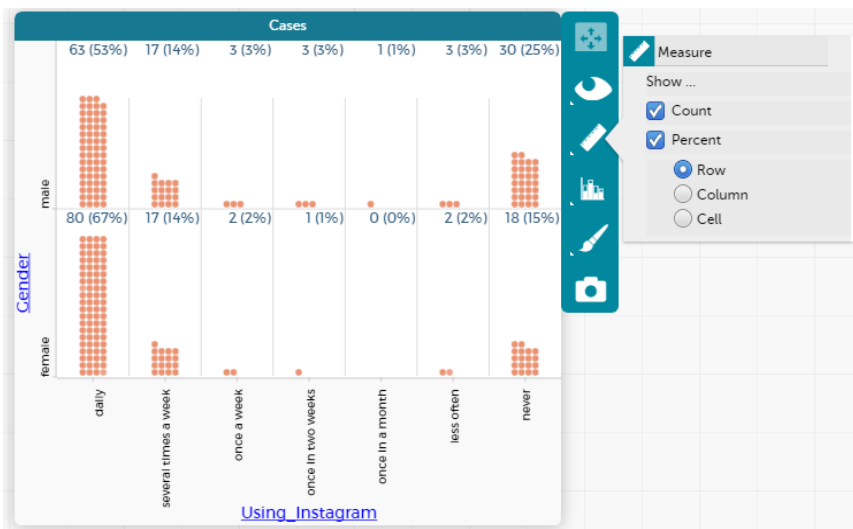 Cases
63 (53%) 17 (14%) 3 (3%) 3 (3%) 1 (1%) 3 (3%) 30 (25%)
male
80 (67%) 17 (14%) 2 (2%) 1 (1%) 0 (0%) 2 (2%) 18 (15%)
female
Gender
daily
several times a week
once a week
once in two weeks
once in a month
less often
never
Using_Instagram
Measure
Show ...
Count
Percent
Row
Column
Cell